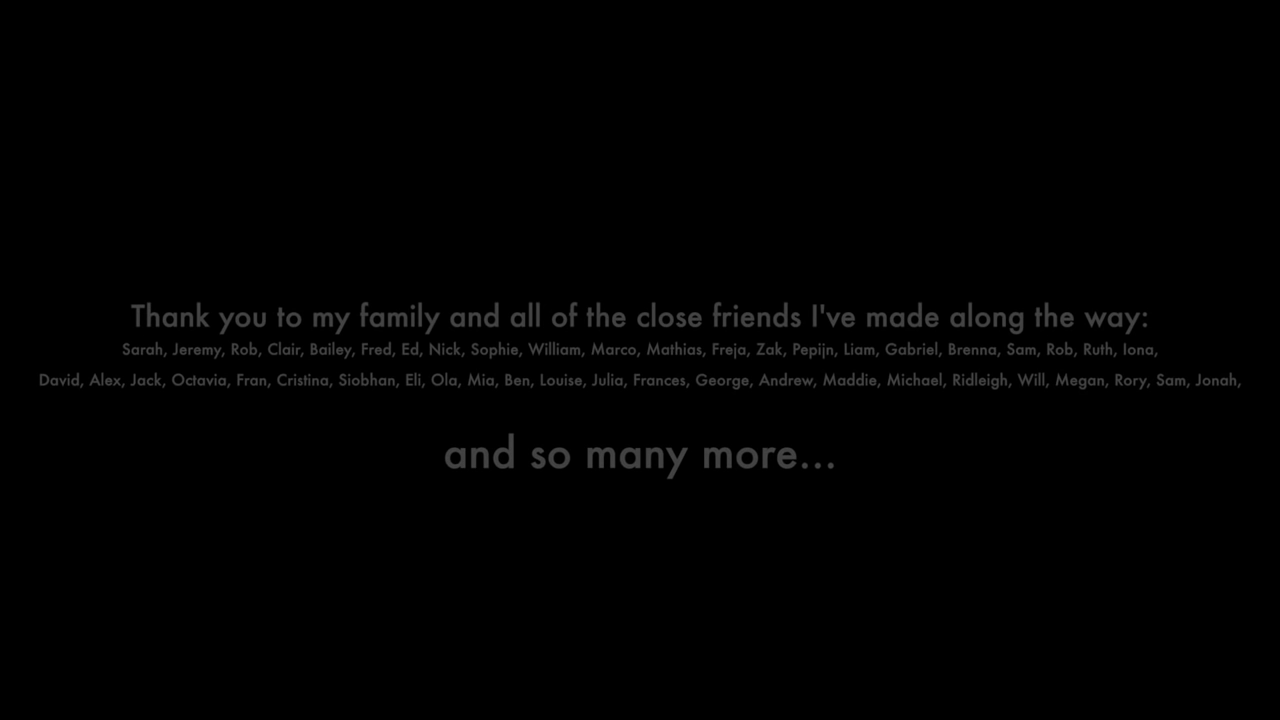 Thank you to my family and all of the close friends I've made along the way:
Sarah, Jeremy, Rob, Clair, Bailey, Fred, Ed, Nick, Sophie, William, Marco, Mathias, Freja, Zak, Pepijn, Liam, Gabriel, Brenna, Sam, Rob, Ruth, Iona,
David, Alex, Jack, Octavia, Fran, Cristina, Siobhan, Eli, Ola, Mia, Ben, Louise, Julia, Frances, George, Andrew, Maddie, Michael, Ridleigh, Will, Megan, Rory, Sam, Jonah,
and so many more...